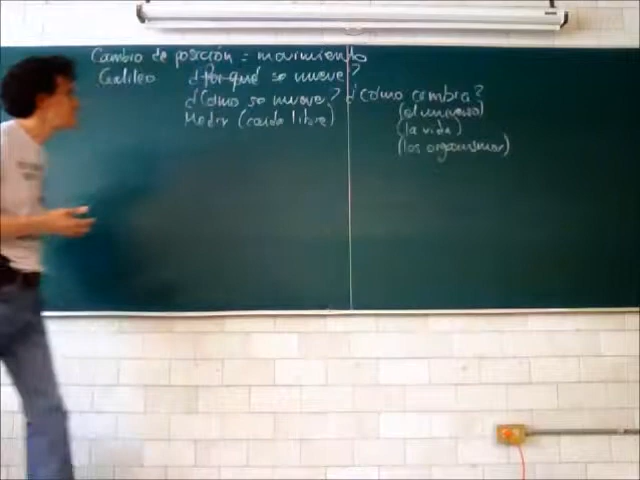 Cambio de posición = movimiento
Galileo ¿Por qué se mueve?
¿Cómo se mueve? ¿Cómo cambia?
Medir (caída libre) (el universo)
(la vida)
(los organismos)